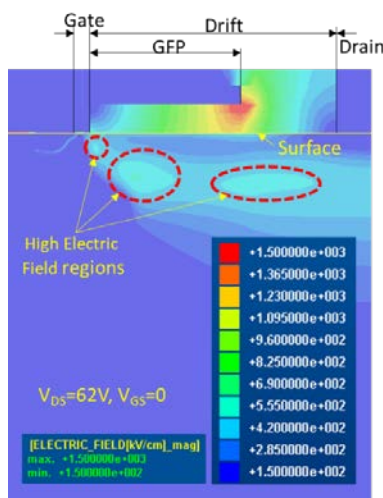 Gate
Drift
Drain
GFP
Surface
High Electric
Field regions
+1.500000e+003
+1.365000e+003
+1.230000e+003
+1.095000e+003
+9.600000e+002
+8.250000e+002
+6.900000e+002
+5.550000e+002
+4.200000e+002
+2.850000e+002
+1.500000e+002
V_DS=62V, V_GS=0
[ELECTRIC_FIELD[kV/cm]_mag)
max. +1.500000e+003
min. +1.500000e+002